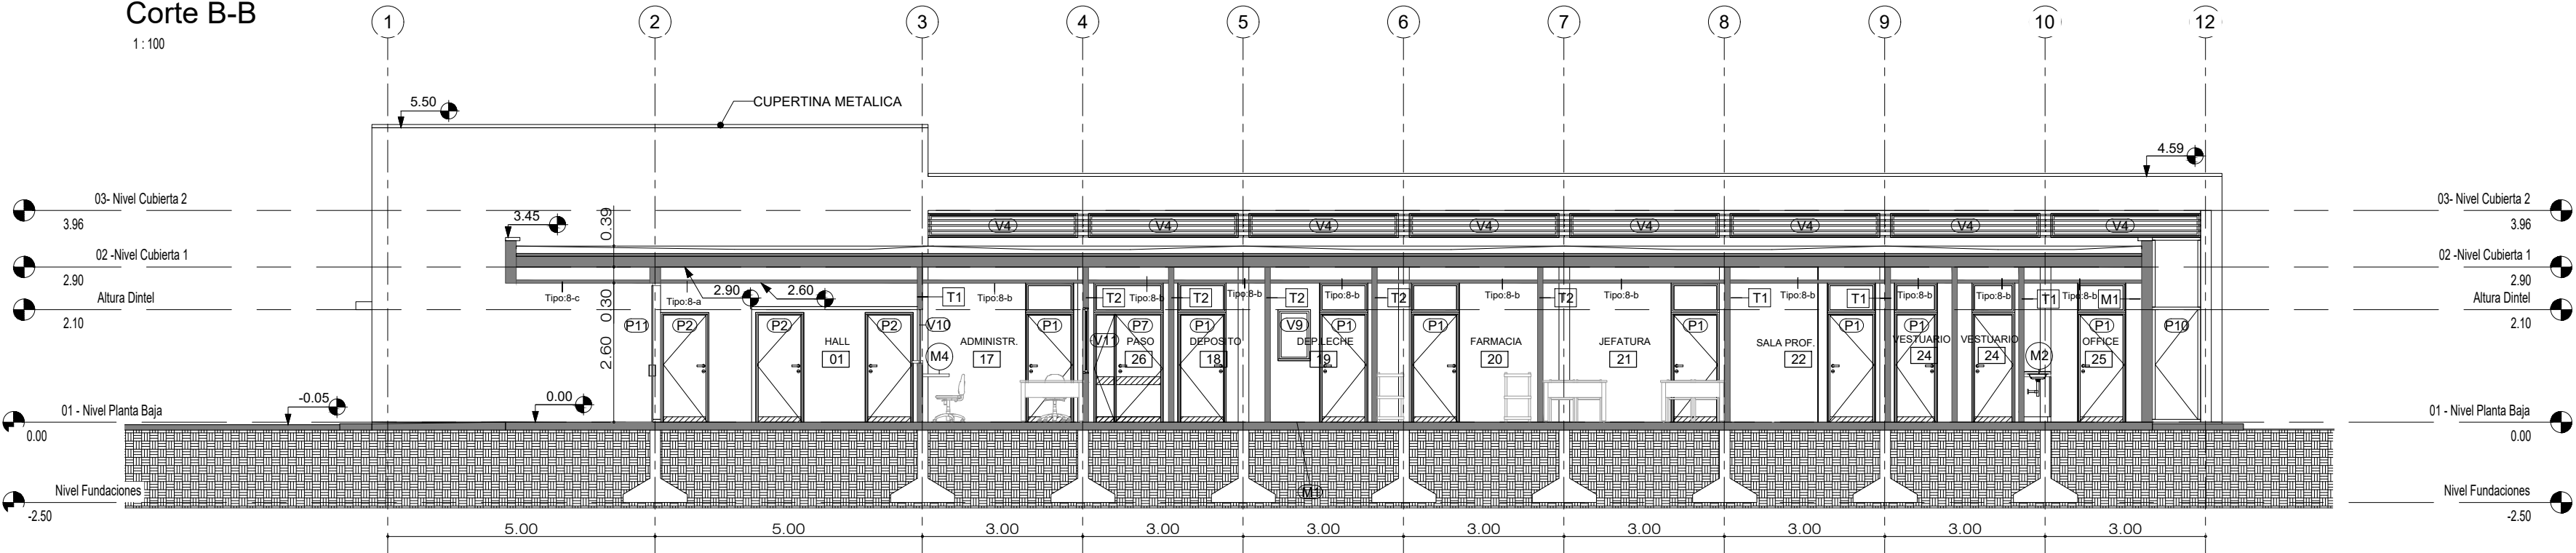 Corte B-B
1 : 100
1 2 3 4 5 6 7 8 9 10 12
5.50
CUPERTINA METALICA
4.59
03- Nivel Cubierta 2
3.96
03- Nivel Cubierta 2
3.96
3.45
0.39
V4 V4 V4 V4 V4 V4 V4 V4
02 -Nivel Cubierta 1
2.90
02 -Nivel Cubierta 1
2.90
Altura Dintel
2.10
Altura Dintel
2.10
Tipo:8-c
0.30
Tipo:8-a
2.90
2.60
T1
Tipo:8-b
T2
Tipo:8-b
T2
Tipo:8-b
T2
Tipo:8-b
T2
Tipo:8-b
T2
Tipo:8-b
T1
Tipo:8-b
T1
Tipo:8-b
Tipo:8-b
T1
Tipo:8-b
M1
P11 P2 P2 P2 V10 P1 V11 P7 P1 V9 P1 P1 P1 P1 P1 P1 P1 P10
2.60
HALL
01
M4
ADMINISTR.
17
PASO
26
DEPOSITO
18
DEP.LECHE
19
FARMACIA
20
JEFATURA
21
SALA PROF.
22
VESTUARIO
24
VESTUARIO
24
M2
OFFICE
25
-0.05
0.00
01 - Nivel Planta Baja
0.00
01 - Nivel Planta Baja
0.00
M1
Nivel Fundaciones
-2.50
Nivel Fundaciones
-2.50
5.00 5.00 3.00 3.00 3.00 3.00 3.00 3.00 3.00 3.00